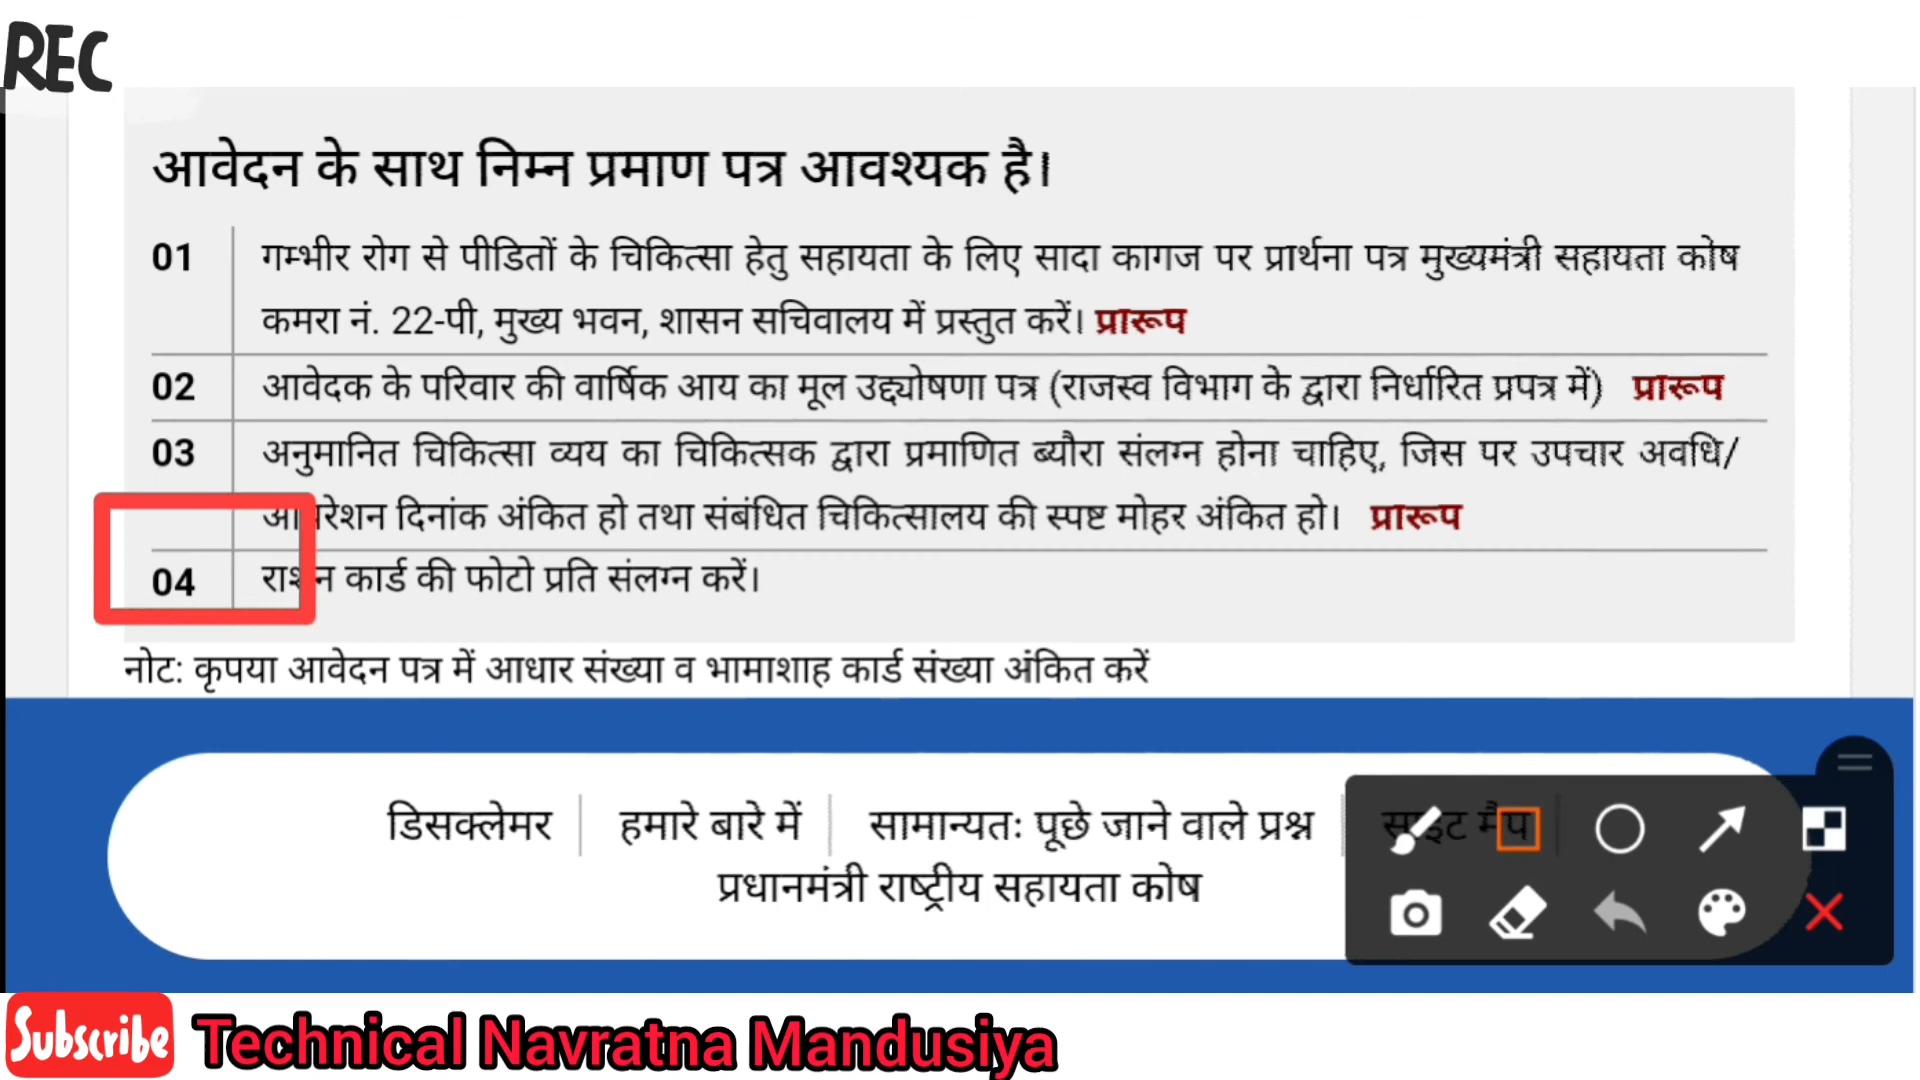 REC
आवेदन के साथ निम्न प्रमाण पत्र आवश्यक है।
01 गम्भीर रोग से पीडितों के चिकित्सा हेतु सहायता के लिए सादा कागज पर प्रार्थना पत्र मुख्यमंत्री सहायता कोष
कमरा नं. 22-पी, मुख्य भवन, शासन सचिवालय में प्रस्तुत करें। प्रारूप
02 आवेदक के परिवार की वार्षिक आय का मूल उद्द्योषणा पत्र (राजस्व विभाग के द्वारा निर्धारित प्रपत्र में) प्रारूप
03 अनुमानित चिकित्सा व्यय का चिकित्सक द्वारा प्रमाणित ब्यौरा संलग्न होना चाहिए, जिस पर उपचार अवधि/
आपरेशन दिनांक अंकित हो तथा संबंधित चिकित्सालय की स्पष्ट मोहर अंकित हो। प्रारूप
04 राशन कार्ड की फोटो प्रति संलग्न करें।
नोट: कृपया आवेदन पत्र में आधार संख्या व भामाशाह कार्ड संख्या अंकित करें
डिसक्लेमर हमारे बारे में सामान्यतः पूछे जाने वाले प्रश्न साइट मैप
प्रधानमंत्री राष्ट्रीय सहायता कोष
Subscribe Technical Navratna Mandusiya